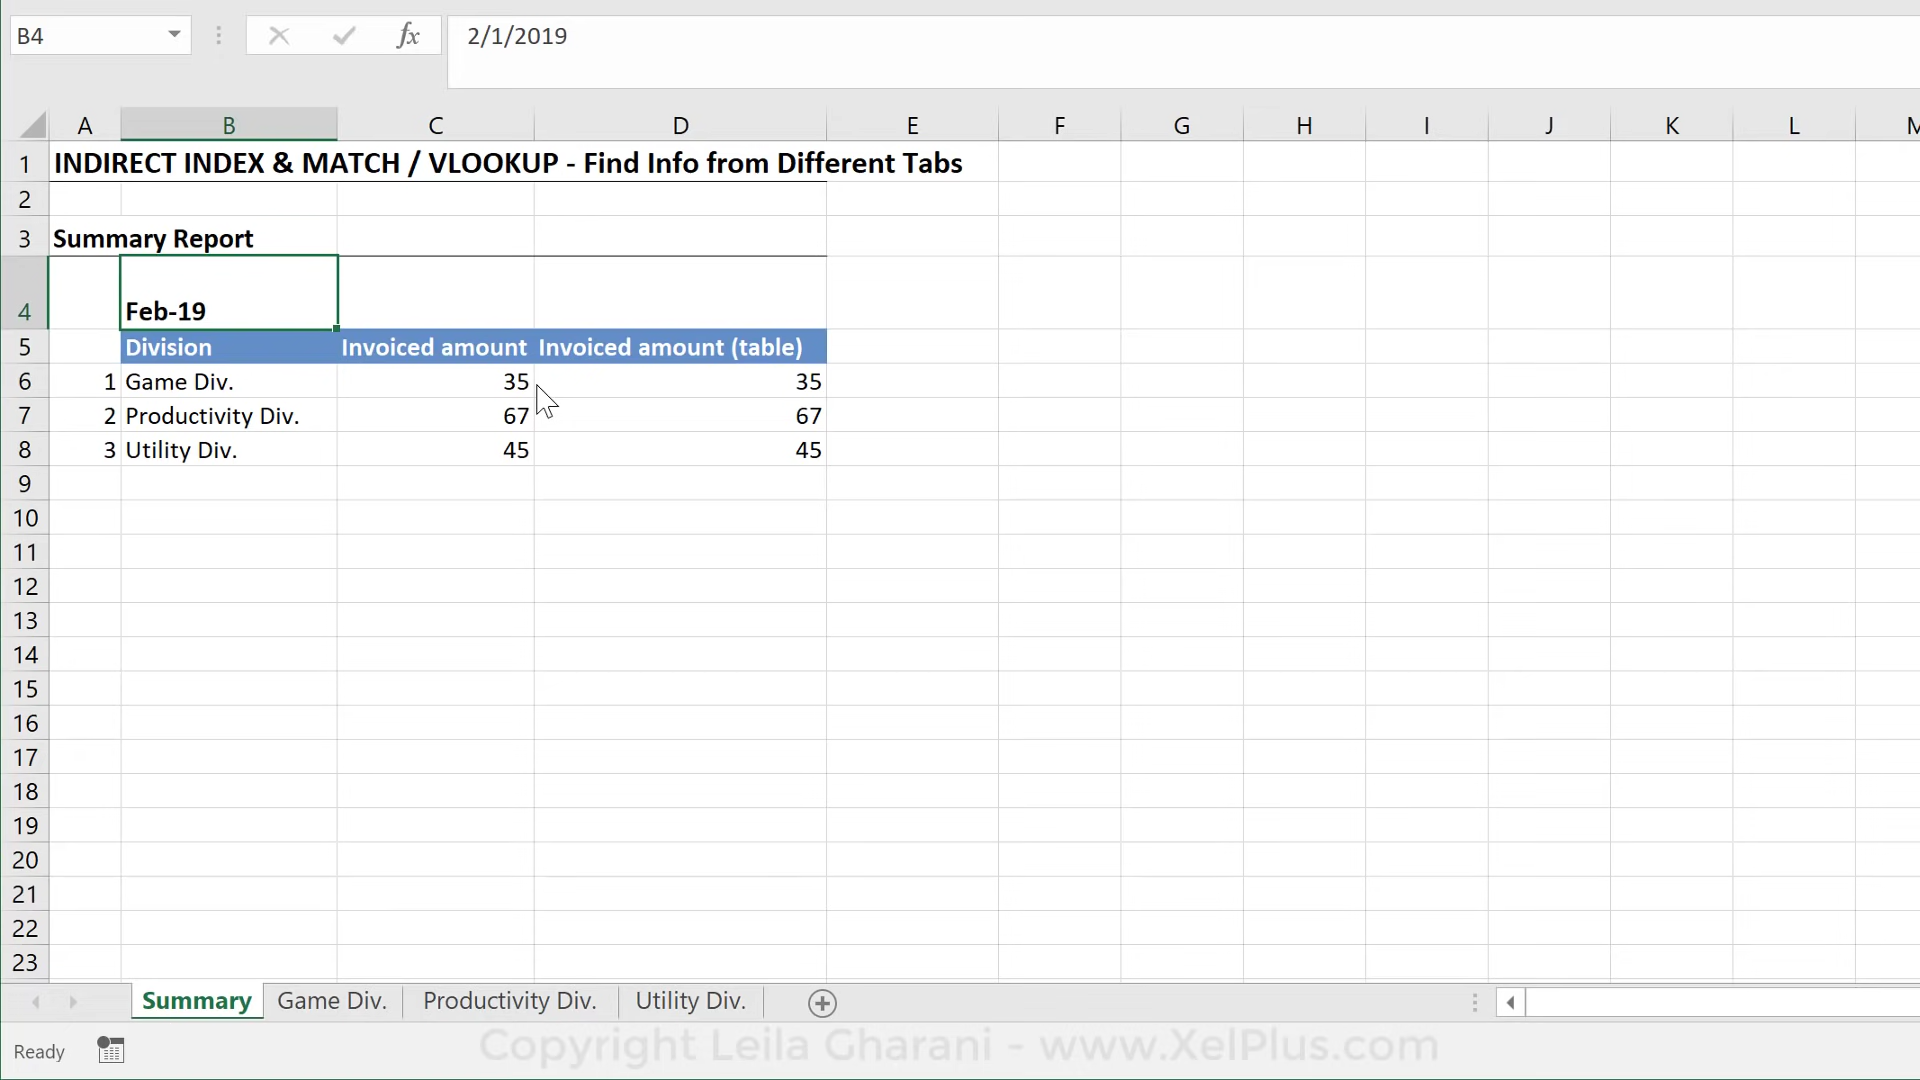 B4 fx 2/1/2019
A B C D E F G H I J K L M
1 INDIRECT INDEX & MATCH / VLOOKUP - Find Info from Different Tabs
2
3 Summary Report
4 Feb-19
5 Division Invoiced amount Invoiced amount (table)
6 1 Game Div. 35 35
7 2 Productivity Div. 67 67
8 3 Utility Div. 45 45
9
10
11
12
13
14
15
16
17
18
19
20
21
22
23
Summary Game Div. Productivity Div. Utility Div.
Ready
Copyright Leila Gharani - www.XelPlus.com